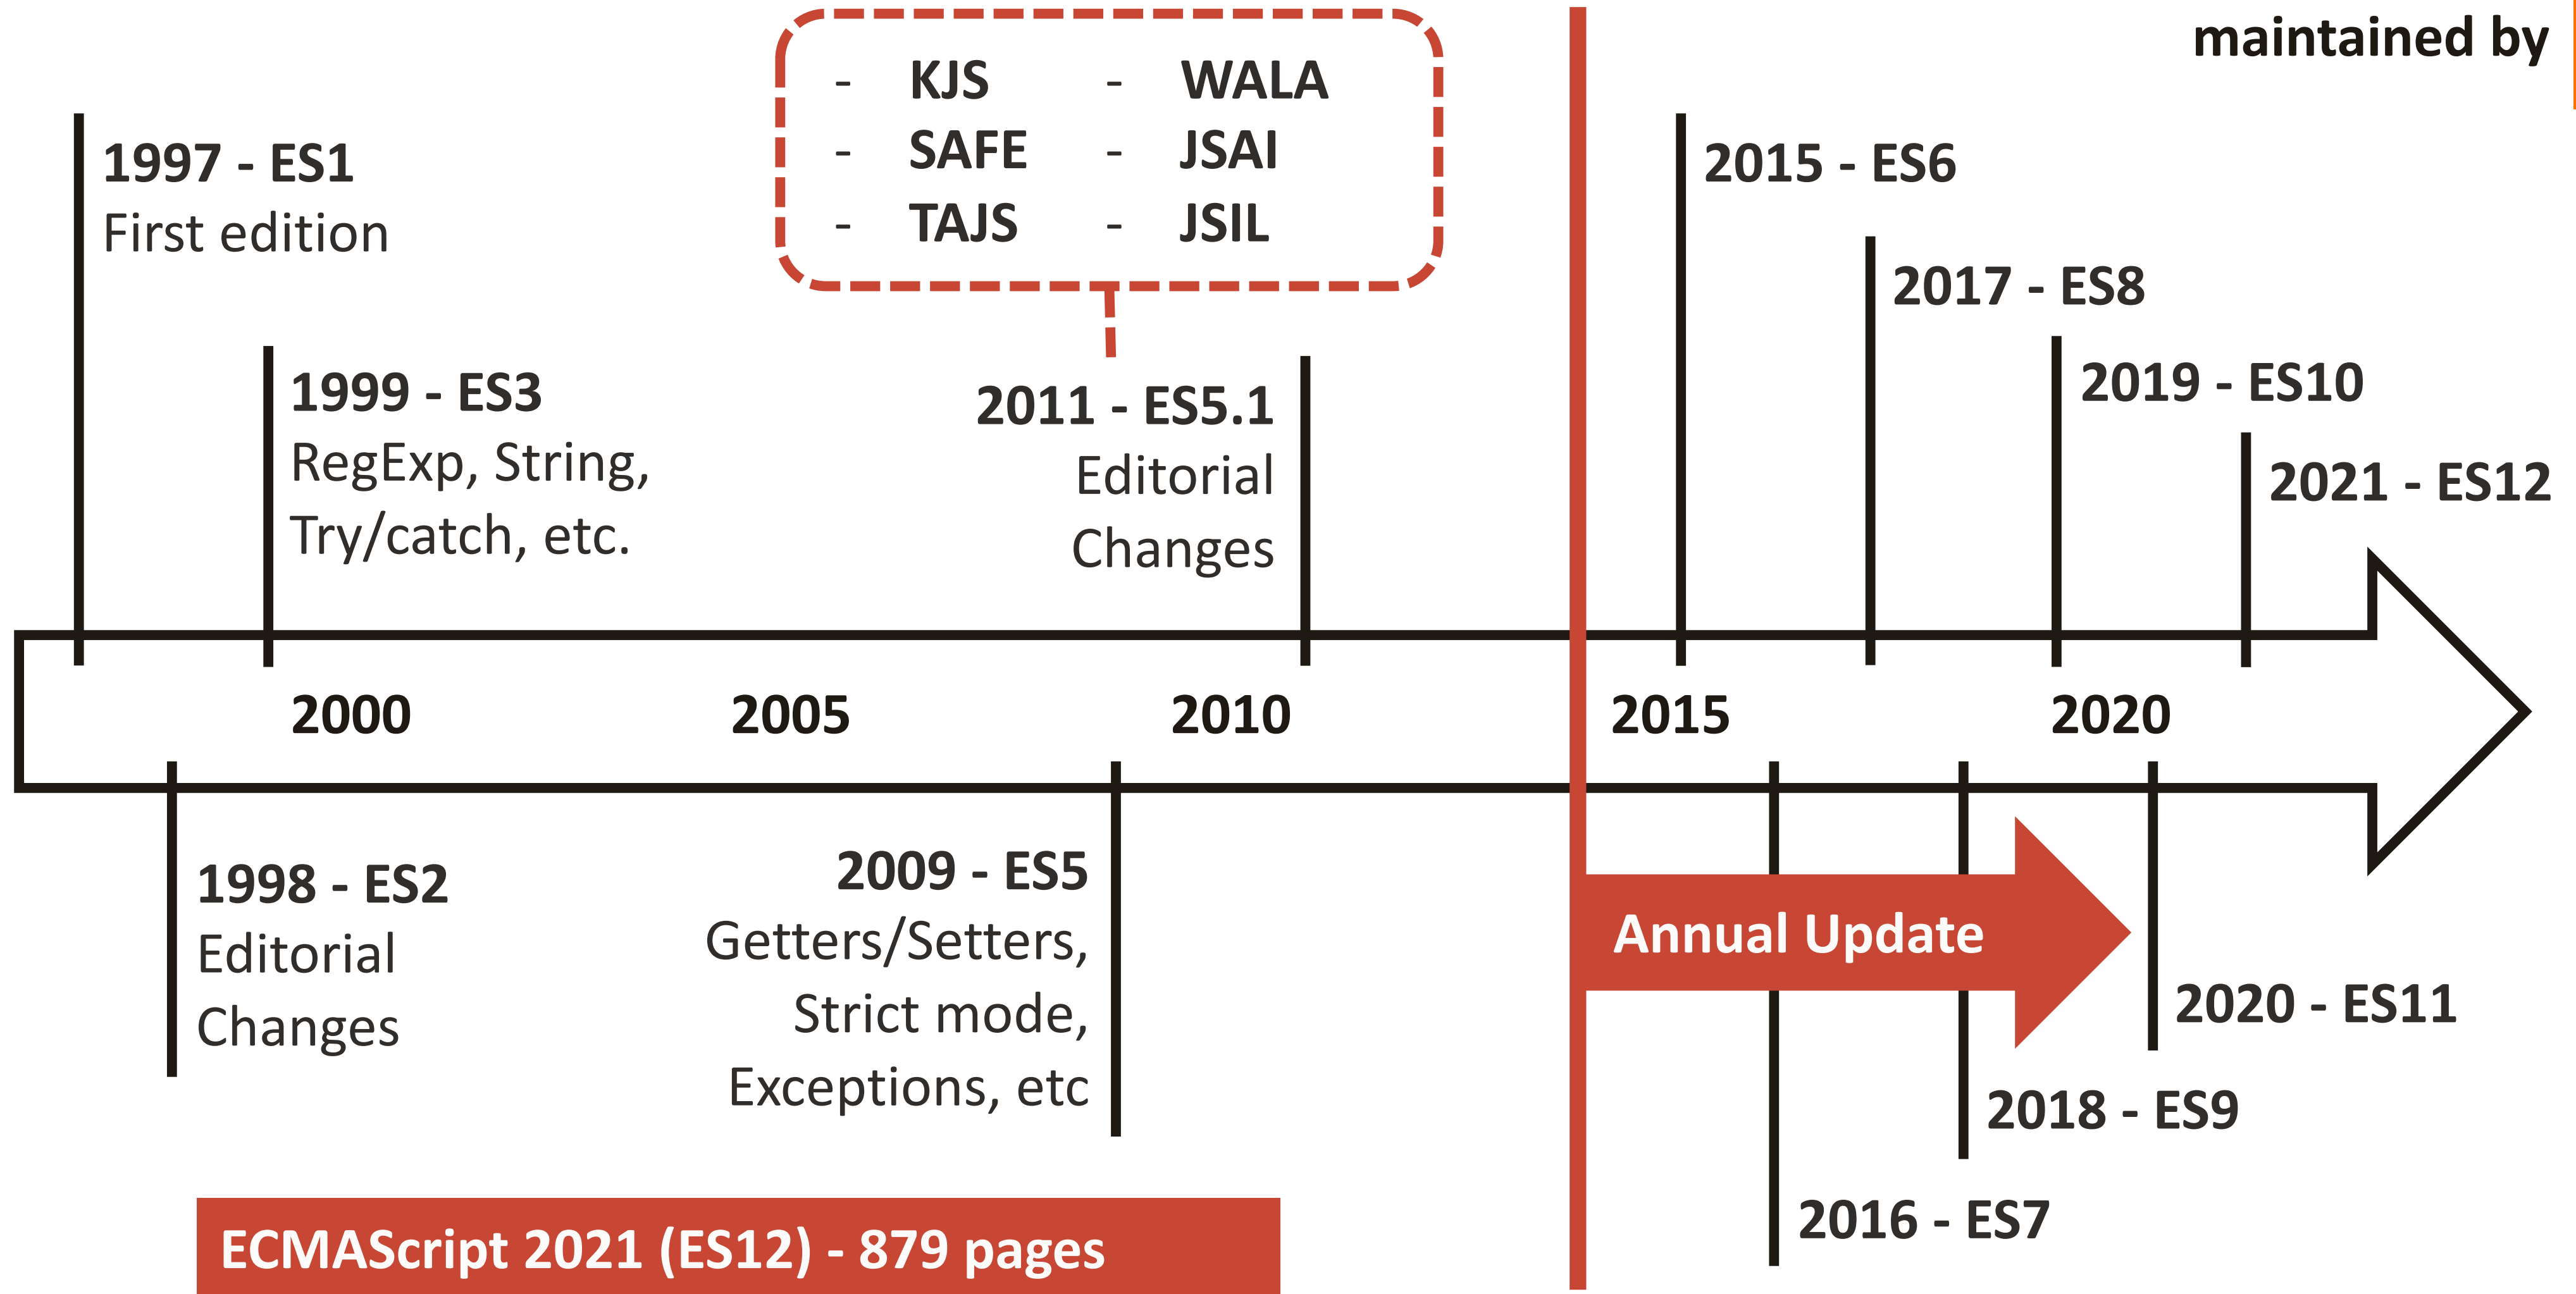 maintained by
- KJS - WALA
- SAFE - JSAI
- TAJS - JSIL
1997 - ES1
First edition
1999 - ES3
RegExp, String,
Try/catch, etc.
2011 - ES5.1
Editorial
Changes
2015 - ES6
2017 - ES8
2019 - ES10
2021 - ES12
2000 2005 2010 2015 2020
1998 - ES2
Editorial
Changes
2009 - ES5
Getters/Setters,
Strict mode,
Exceptions, etc
Annual Update
2020 - ES11
2018 - ES9
2016 - ES7
ECMAScript 2021 (ES12) - 879 pages